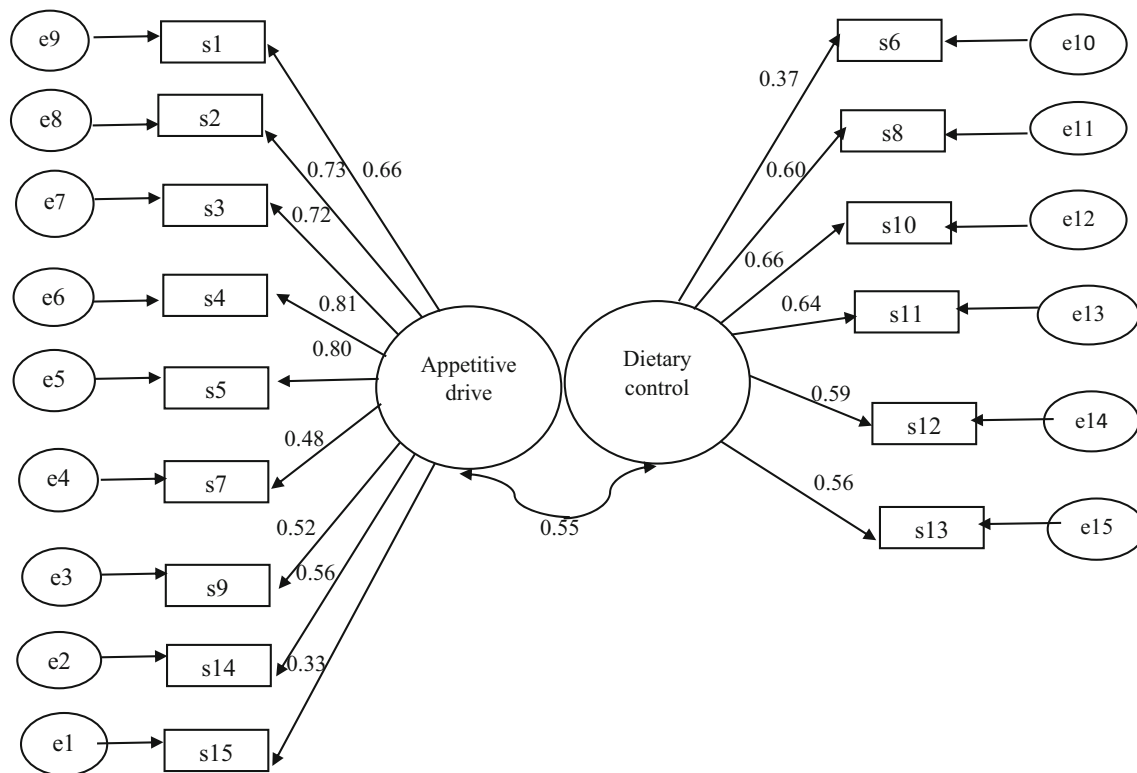 e9
s1
s6
e10
0.37
e8
s2
s8
e11
0.73
0.66
0.60
e7
s3
0.72
s10
e12
0.66
e6
s4
0.81
0.64
s11
e13
0.80
e5
s5
Appetitive
drive
Dietary
control
0.59
s12
e14
0.48
e4
s7
0.56
0.52
0.55
s13
e15
e3
s9
0.56
e2
s14
0.33
e1
s15